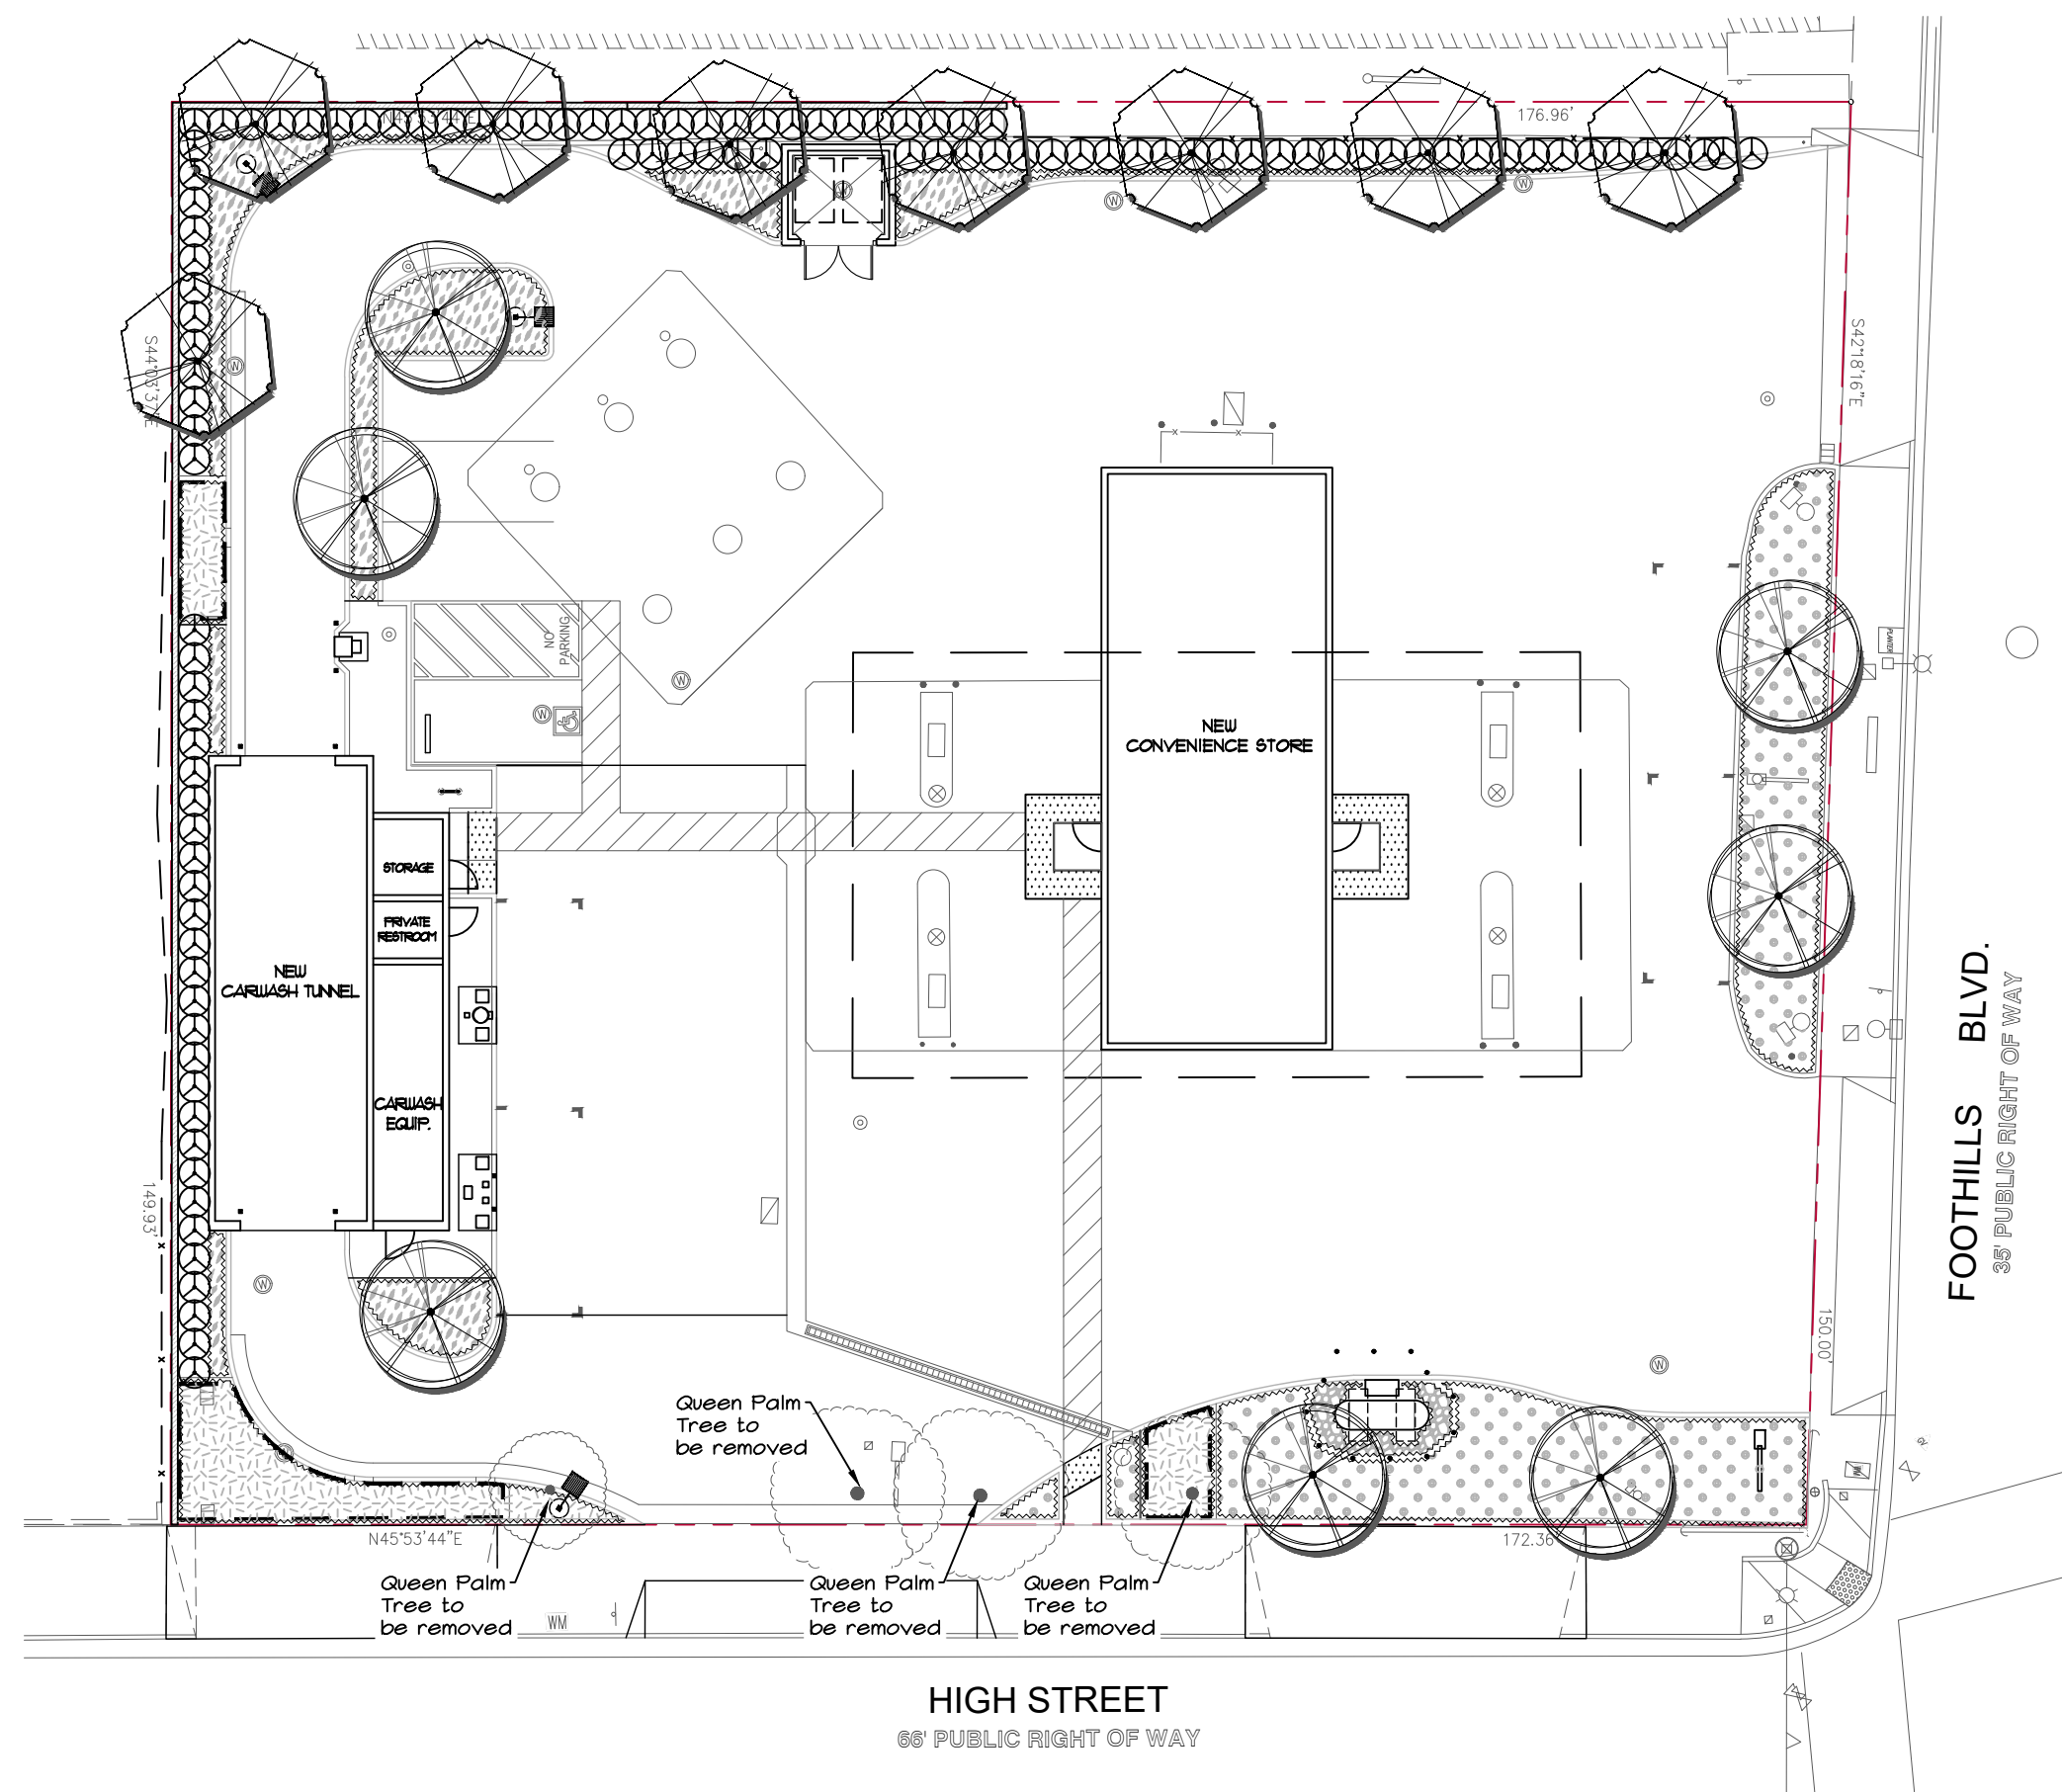 176.96'
S42°18'16"E
S44°03'37"E
NO
PARKING
W
W
W
W
W
W
W
W
PLANTER
NEW
CONVENIENCE STORE
STORAGE
PRIVATE
RESTROOM
NEW
CARWASH TUNNEL
CARWASH
EQUIP.
149.93'
150.00'
FOOTHILLS BLVD.
35' PUBLIC RIGHT OF WAY
Queen Palm
Tree to
be removed
N45°53'44"E
172.36'
Queen Palm
Tree to
be removed
Queen Palm
Tree to
be removed
Queen Palm
Tree to
be removed
WM
HIGH STREET
66' PUBLIC RIGHT OF WAY